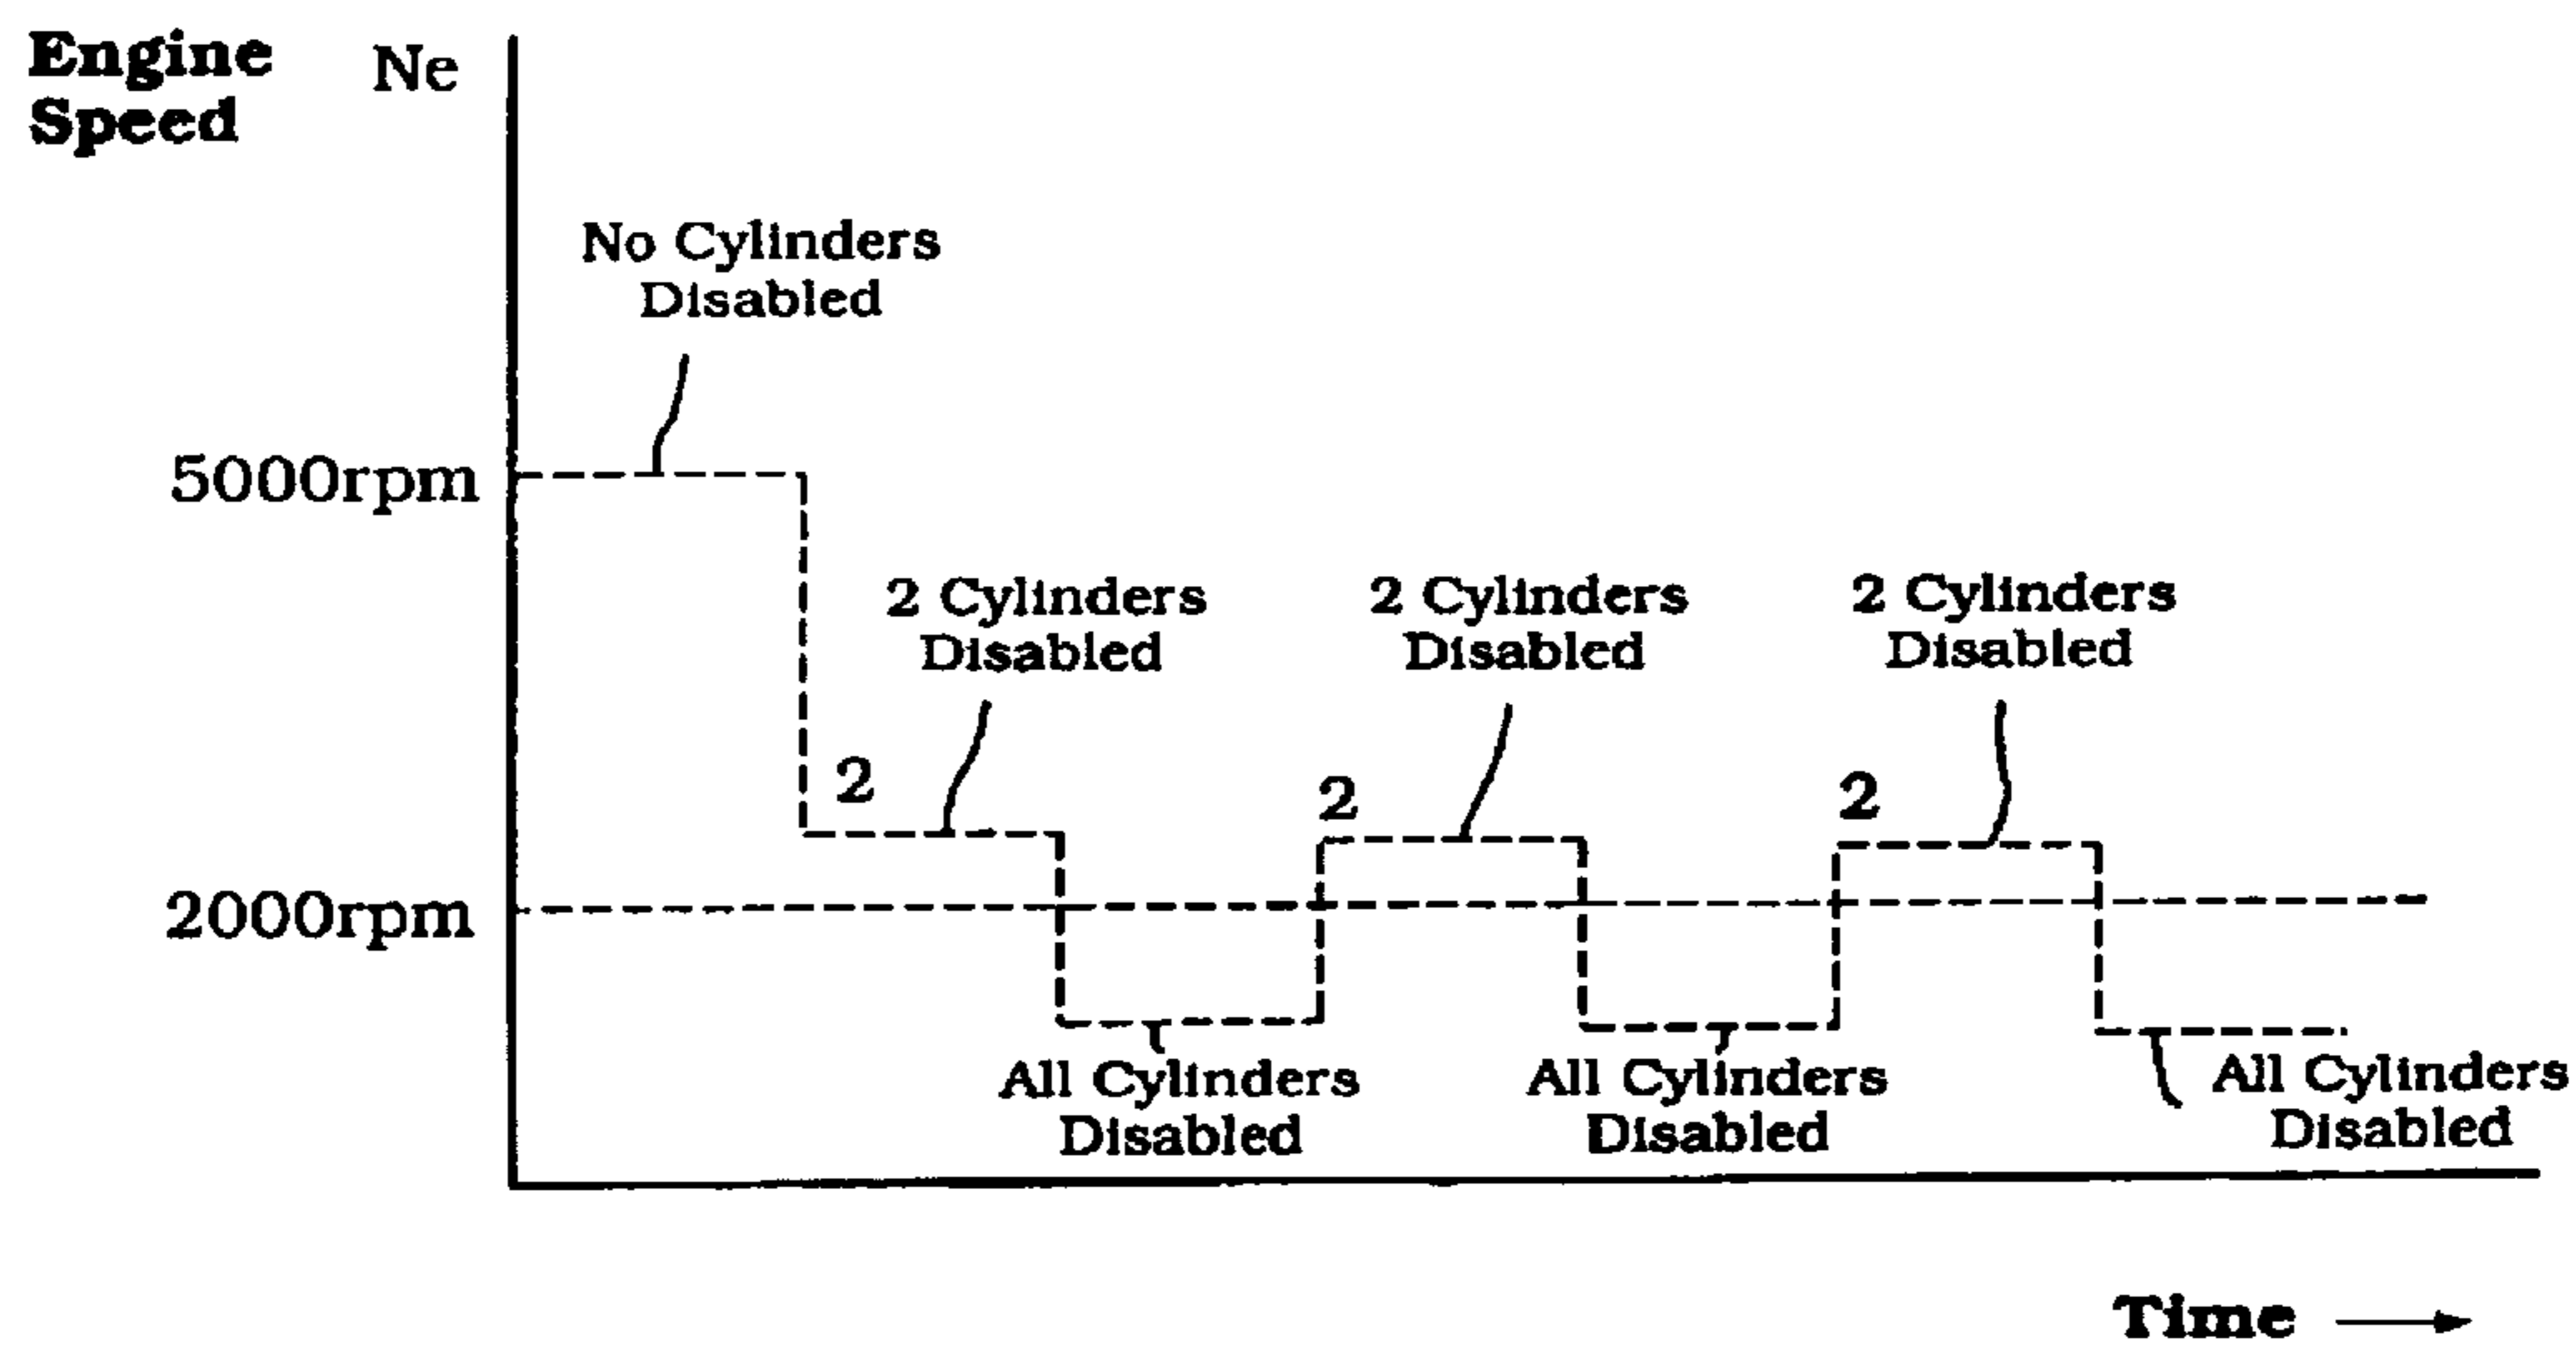 Engine
Speed
Ne
No Cylinders
Disabled
5000rpm
2 Cylinders
Disabled
2 Cylinders
Disabled
2 Cylinders
Disabled
2
2
2
2000rpm
All Cylinders
Disabled
All Cylinders
Disabled
All Cylinders
Disabled
Time